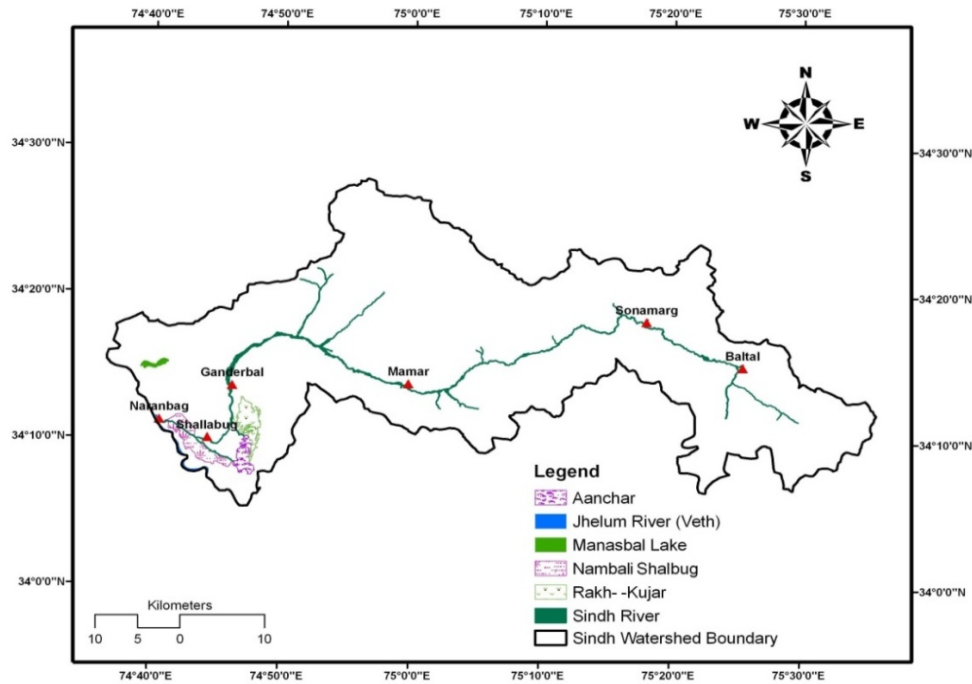 74°40'0"E 74°50'0"E 75°0'0"E 75°10'0"E 75°20'0"E 75°30'0"E
N
W E
S
34°30'0"N 34°30'0"N
34°20'0"N 34°20'0"N
Sonamarg
Baltal
Ganderbal Mamar
Naranbag
Shallabug
34°10'0"N 34°10'0"N
Legend
Aanchar
Jhelum River (Veth)
Manasbal Lake
Nambali Shalbug
Rakh- -Kujar
Sindh River
Sindh Watershed Boundary
34°0'0"N 34°0'0"N
Kilometers
10 5 0 10
74°40'0"E 74°50'0"E 75°0'0"E 75°10'0"E 75°20'0"E 75°30'0"E